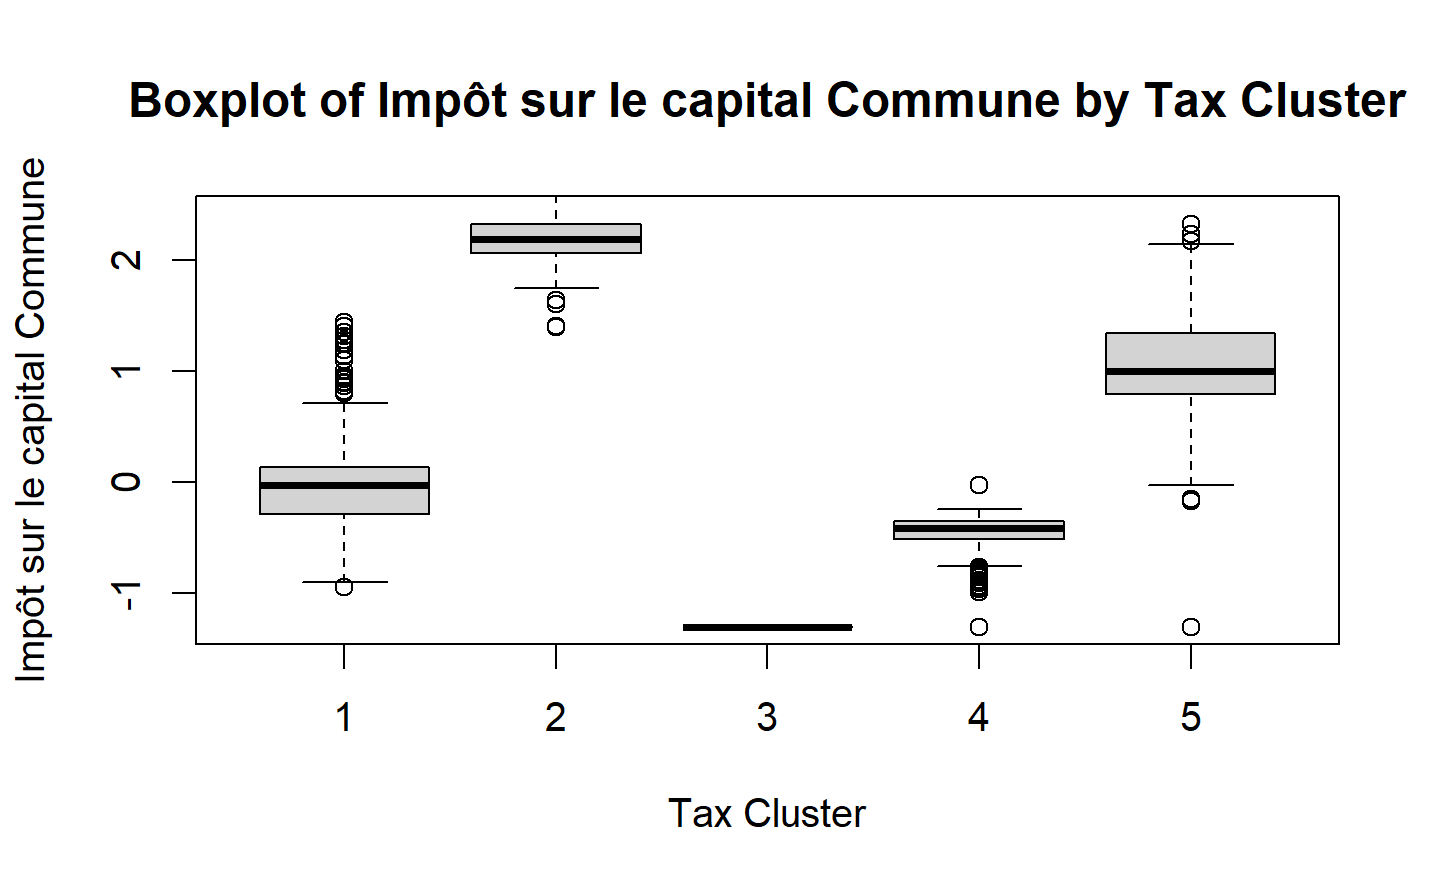 Boxplot of Impôt sur le capital Commune by Tax Cluster
Impôt sur le capital Commune
2
1
0
-1
1 2 3 4 5
Tax Cluster